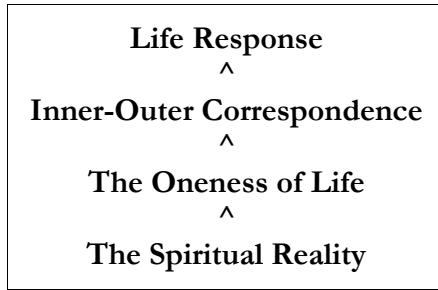 Life Response
^
Inner-Outer Correspondence
^
The Oneness of Life
^
The Spiritual Reality